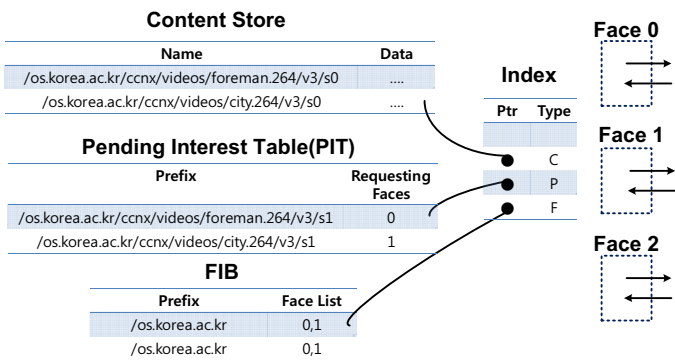 Content Store
Name Data
/os.korea.ac.kr/ccnx/videos/foreman.264/v3/s0 ....
/os.korea.ac.kr/ccnx/videos/city.264/v3/s0 ....
Pending Interest Table(PIT)
Prefix Requesting Faces
/os.korea.ac.kr/ccnx/videos/foreman.264/v3/s1 0
/os.korea.ac.kr/ccnx/videos/city.264/v3/s1 1
FIB
Prefix Face List
/os.korea.ac.kr 0,1
/os.korea.ac.kr 0,1
Index
Ptr Type
C
P
F
Face 0
Face 1
Face 2